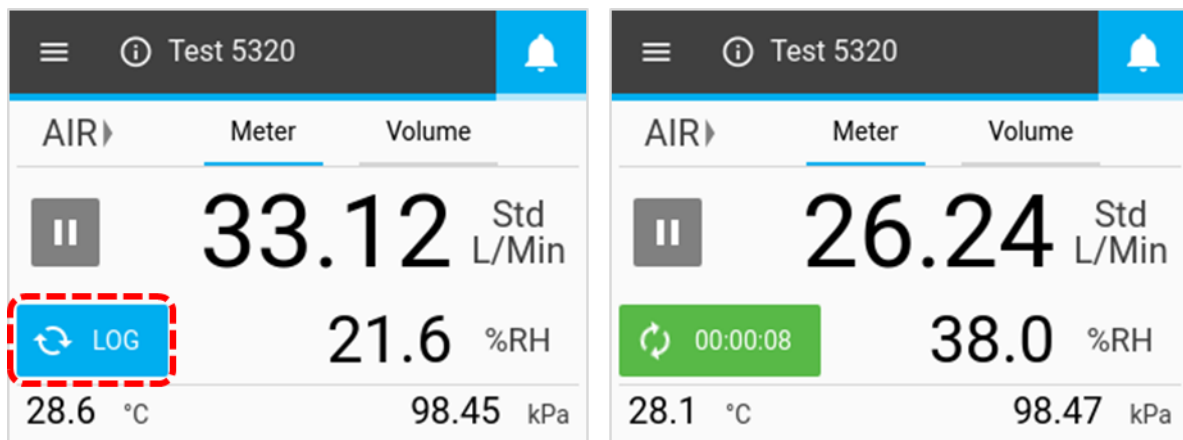 Test 5320
AIR Meter Volume
33.12 Std L/Min
LOG 21.6 %RH
28.6 °C 98.45 kPa
Test 5320
AIR Meter Volume
26.24 Std L/Min
00:00:08 38.0 %RH
28.1 °C 98.47 kPa